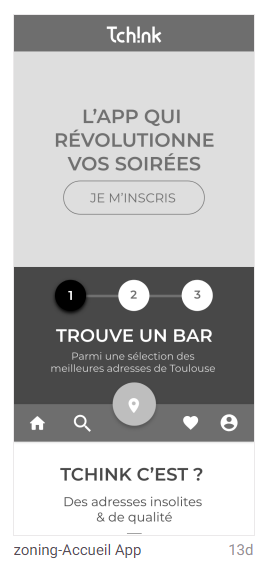 Tch!nk
L'APP QUI
RÉVOLUTIONNE
VOS SOIRÉES
JE M'INSCRIS
1 2 3
TROUVE UN BAR
Parmi une sélection des
meilleures adresses de Toulouse
TCHINK C'EST ?
Des adresses insolites
& de qualité
zoning-Accueil App 13d